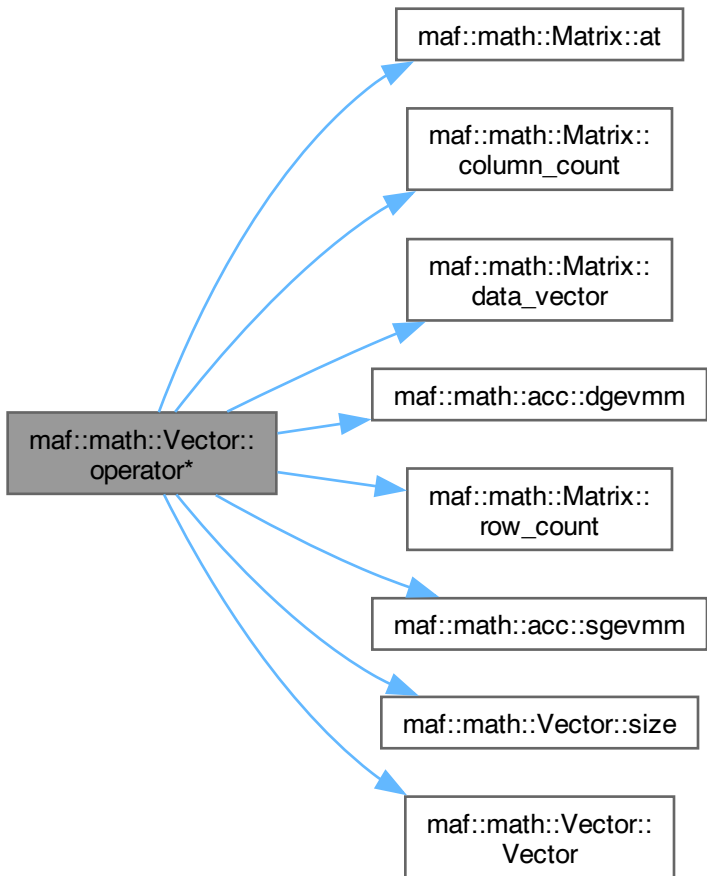 maf::math::Matrix::at
maf::math::Matrix::
column_count
maf::math::Matrix::
data_vector
maf::math::acc::dgevmm
maf::math::Vector::
operator*
maf::math::Matrix::
row_count
maf::math::acc::sgevmm
maf::math::Vector::size
maf::math::Vector::
Vector